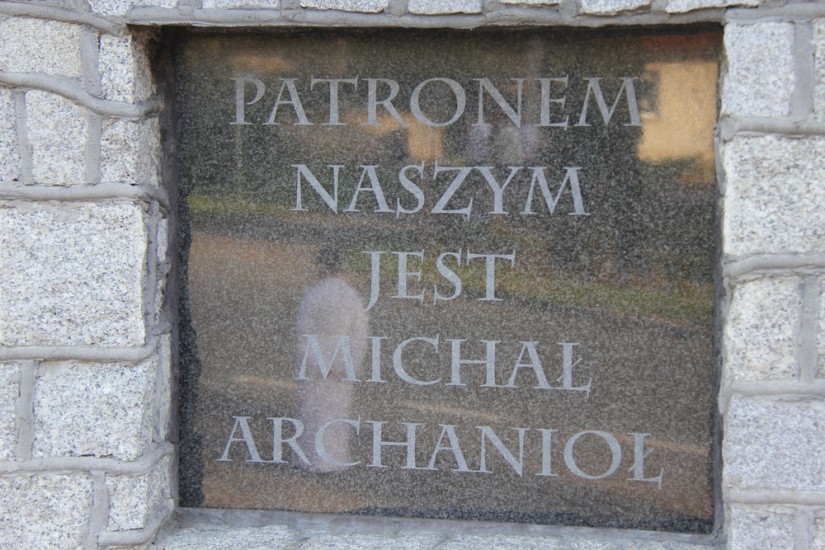 PATRONEM
NASZYM
JEST
MICHAŁ
ARCHANIOŁ